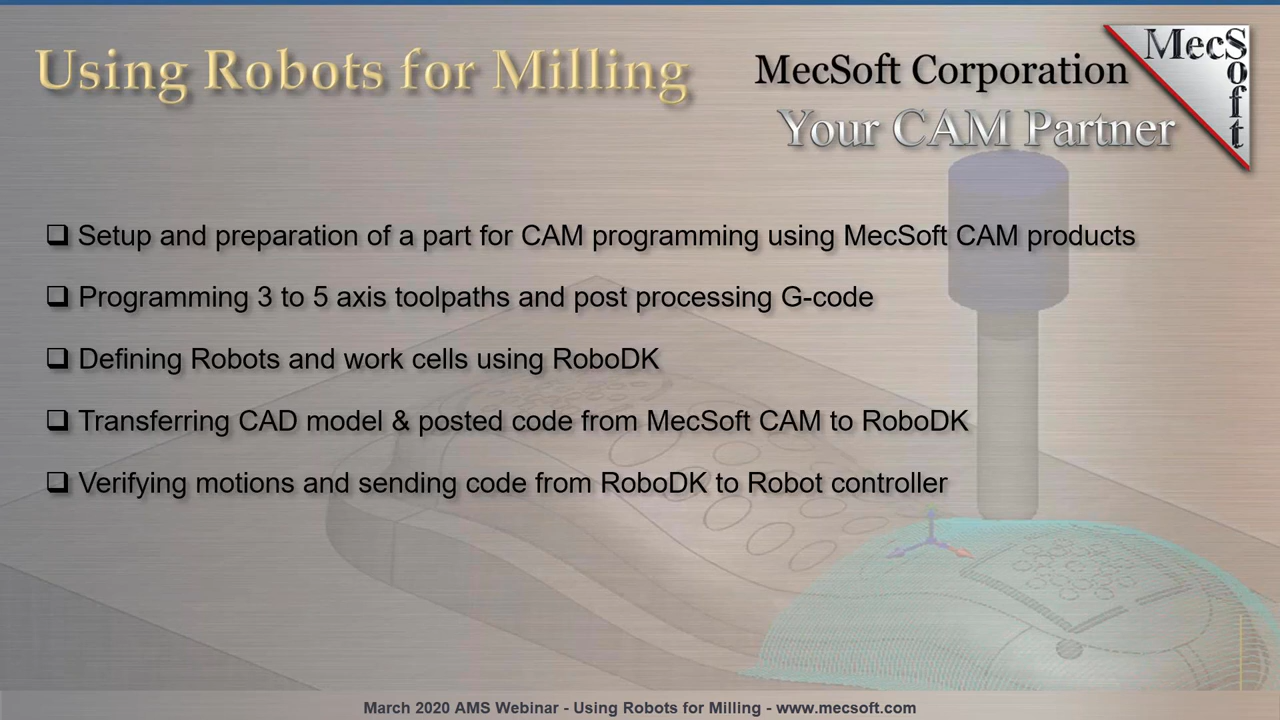 Using Robots for Milling
MecSoft Corporation
Your CAM Partner
MecSoft
❑ Setup and preparation of a part for CAM programming using MecSoft CAM products
❑ Programming 3 to 5 axis toolpaths and post processing G-code
❑ Defining Robots and work cells using RoboDK
❑ Transferring CAD model & posted code from MecSoft CAM to RoboDK
❑ Verifying motions and sending code from RoboDK to Robot controller
March 2020 AMS Webinar - Using Robots for Milling - www.mecsoft.com